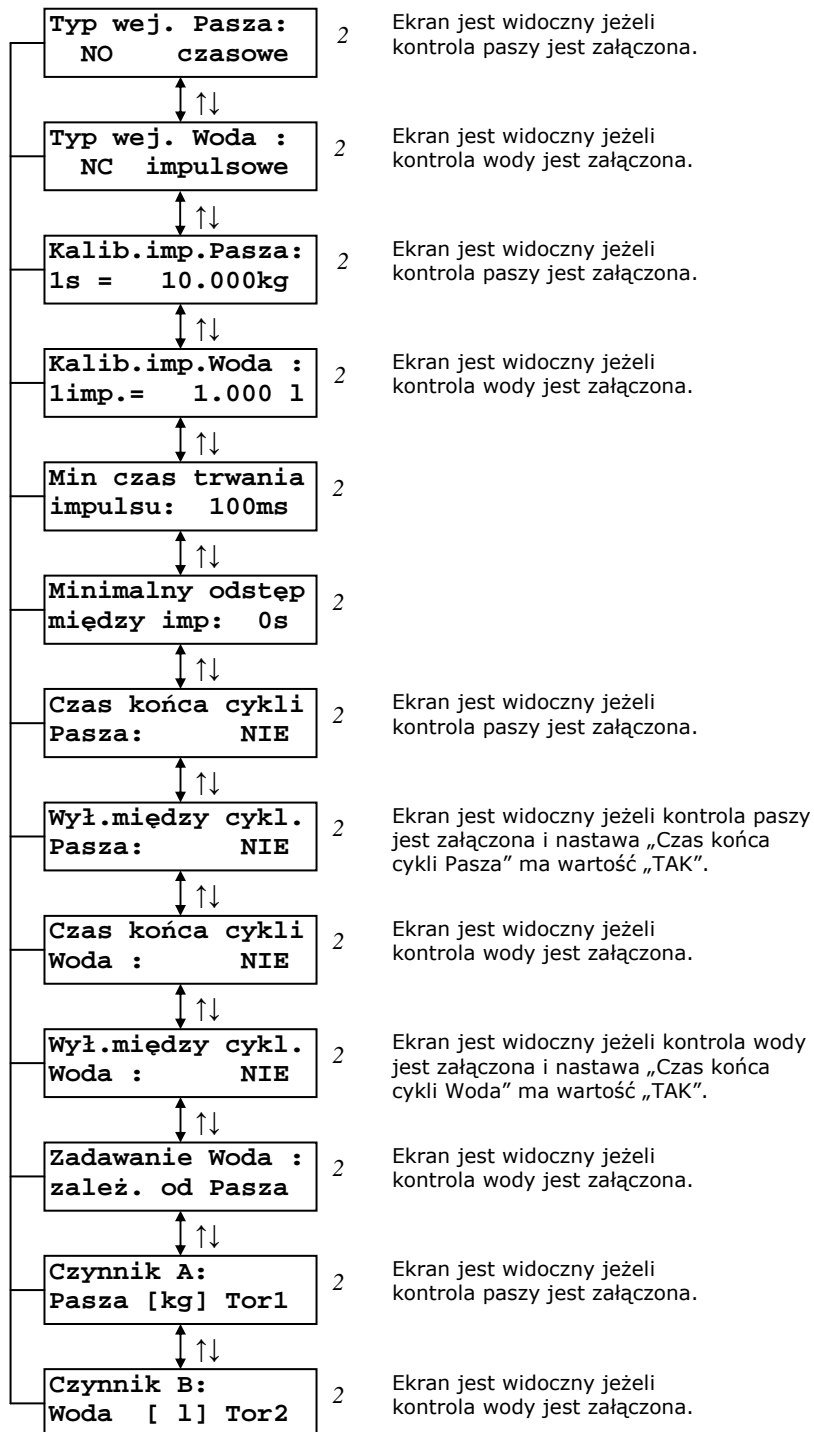 Typ wej. Pasza:
NO czasowe
2
Ekran jest widoczny jeżeli
kontrola paszy jest załączona.
↑↓
Typ wej. Woda :
NC impulsowe
2
Ekran jest widoczny jeżeli
kontrola wody jest załączona.
↑↓
Kalib.imp.Pasza:
1s = 10.000kg
2
Ekran jest widoczny jeżeli
kontrola paszy jest załączona.
↑↓
Kalib.imp.Woda :
1imp.= 1.000 l
2
Ekran jest widoczny jeżeli
kontrola wody jest załączona.
↑↓
Min czas trwania
impulsu: 100ms
2
↑↓
Minimalny odstęp
między imp: 0s
2
↑↓
Czas końca cykli
Pasza: NIE
2
Ekran jest widoczny jeżeli
kontrola paszy jest załączona.
↑↓
Wył.między cykl.
Pasza: NIE
2
Ekran jest widoczny jeżeli kontrola paszy
jest załączona i nastawa „Czas końca
cykli Pasza” ma wartość „TAK”.
↑↓
Czas końca cykli
Woda : NIE
2
Ekran jest widoczny jeżeli
kontrola wody jest załączona.
↑↓
Wył.między cykl.
Woda : NIE
2
Ekran jest widoczny jeżeli kontrola wody
jest załączona i nastawa „Czas końca
cykli Woda” ma wartość „TAK”.
↑↓
Zadawanie Woda :
zależ. od Pasza
2
Ekran jest widoczny jeżeli
kontrola wody jest załączona.
↑↓
Czynnik A:
Pasza [kg] Tor1
2
Ekran jest widoczny jeżeli
kontrola paszy jest załączona.
↑↓
Czynnik B:
Woda [ l] Tor2
2
Ekran jest widoczny jeżeli
kontrola wody jest załączona.